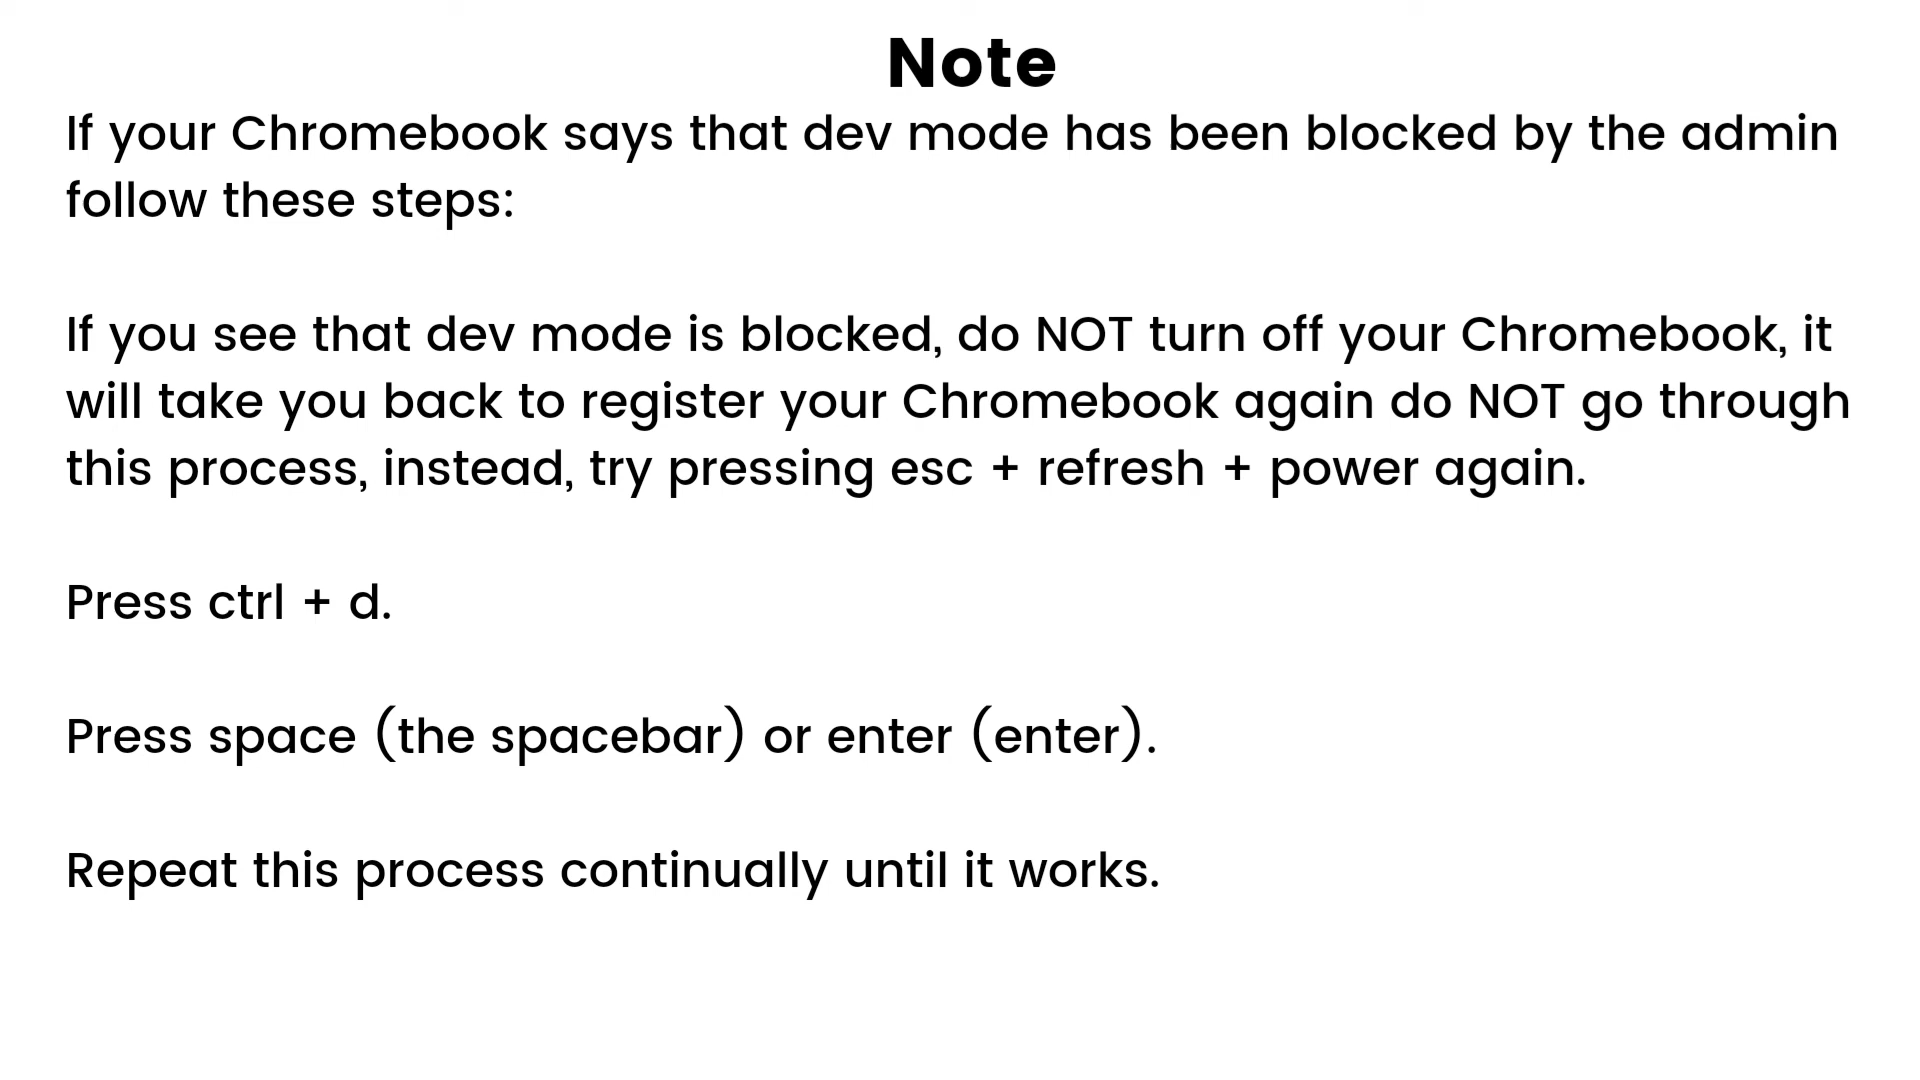 Note
If your Chromebook says that dev mode has been blocked by the admin
follow these steps:
If you see that dev mode is blocked, do NOT turn off your Chromebook, it
will take you back to register your Chromebook again do NOT go through
this process, instead, try pressing esc + refresh + power again.
Press ctrl + d.
Press space (the spacebar) or enter (enter).
Repeat this process continually until it works.